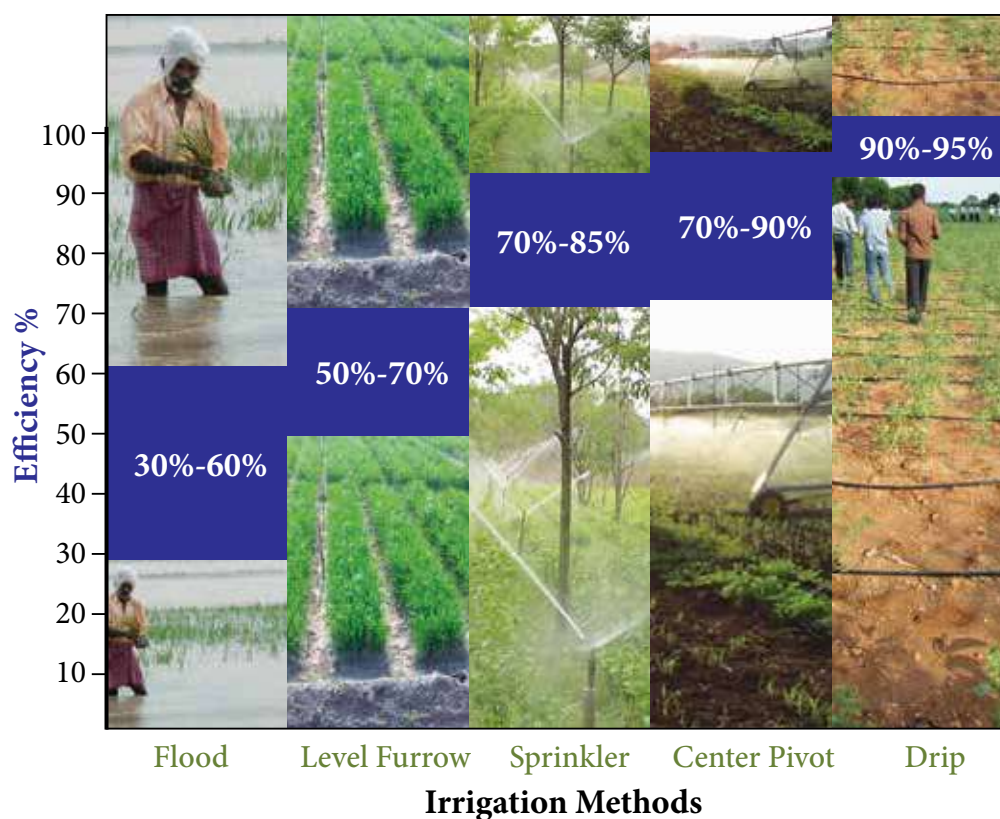 Efficiency %
100
90
80
70
60
50
40
30
20
10
30%-60%
50%-70%
70%-85%
70%-90%
90%-95%
Flood
Level Furrow
Sprinkler
Center Pivot
Drip
Irrigation Methods